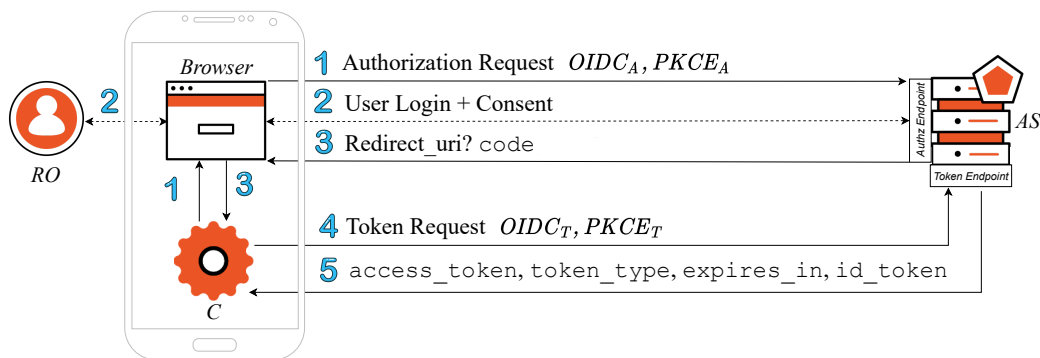 Browser
1 Authorization Request OIDC_A, PKCE_A
2
2 User Login + Consent
3 Redirect_uri? code
Authz Endpoint
AS
Token Endpoint
RO
1
3
4 Token Request OIDC_T, PKCE_T
5 access_token, token_type, expires_in, id_token
C